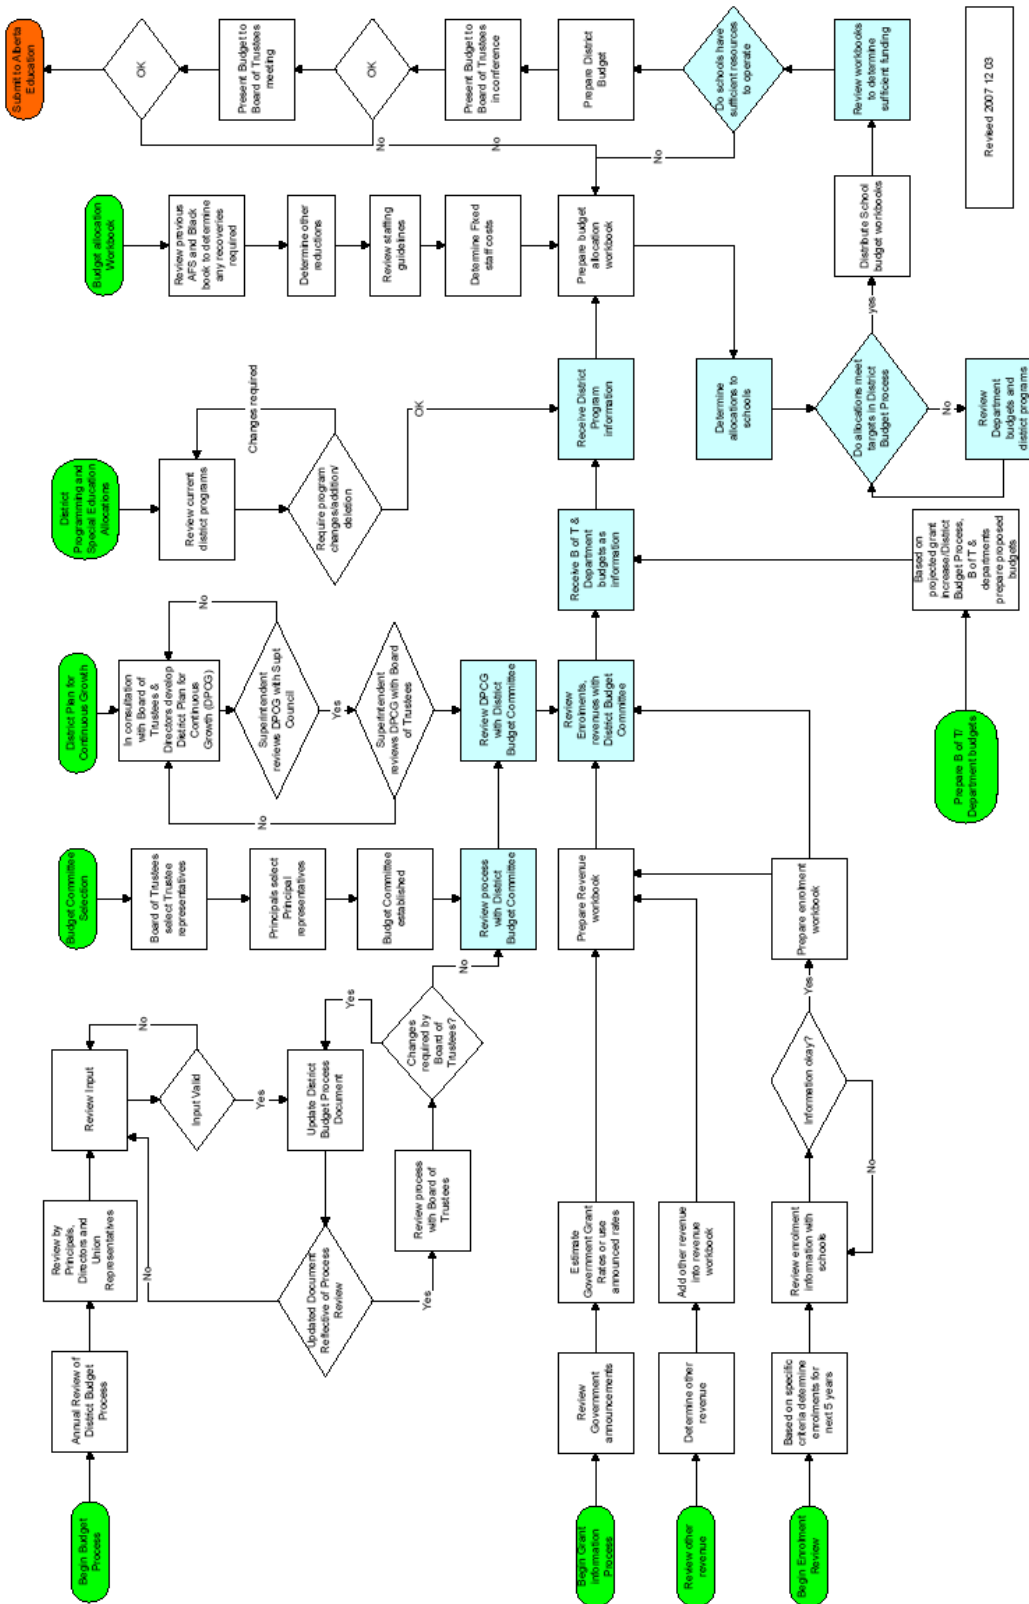 Begin Budget
Process
Annual Review of
District Budget
Process
Review by
Principals,
Directors and
Union
Representatives
Review Input
No
Input Valid
Yes
Update District
Budget Process
Document
No
Updated Document
Reflective of Process
Review
Yes
Review process
with Board of
Trustees
Changes
required by
Board of
Trustees?
Yes
No
Budget Committee
Selection
Board of Trustees
select Trustee
representatives
Principals select
Principal
representatives
Budget Committee
established
Review process
with District
Budget Committee
District Plan for
Continuous Growth
In consultation
with Board of
Trustees &
Directors develop
District Plan for
Continuous
Growth (DPCG)
No
Superintendent
reviews DPCG with Supt
Council
Yes
Superintendent
reviews DPCG with Board
of Trustees
No
Review DPCG
with District
Budget Committee
District
Programming and
Special Education
Allocations
Review current
district programs
Changes required
Require program
changes/addition/
deletion
OK
Budget allocation
Workbook
Review previous
AFS and Black
book to determine
any recoveries
required
Determine other
reductions
Review staffing
guidelines
Determine Fixed
staff costs
Prepare budget
allocation
workbook
Submit to Alberta
Education
OK
Present Budget to
Board of Trustees
meeting
OK
Present Budget to
Board of Trustees
in conference
Prepare District
Budget
No
No
No
Do schools have
sufficient resources
to operate
Review workbooks
to determine
sufficient funding
Begin Grant
information
Process
Review
Government
announcements
Estimate
Government Grant
Rates or use
announced rates
Prepare Revenue
workbook
Review
Enrolments,
revenues with
District Budget
Committee
Receive B of T &
Department
budgets as
information
Receive District
Program
information
Review other
revenue
Determine other
revenue
Add other revenue
into revenue
workbook
Begin Enrolment
Review
Based on specific
criteria determine
enrolments for
next 5 years
Review enrolment
information with
schools
Information okay?
No
Yes
Prepare enrolment
workbook
Prepare B of T/
Department budgets
Based on
projected grant
increase/District
Budget Process,
B of T &
departments
prepare proposed
budgets
Determine
allocations to
schools
Do allocations meet
targets in District
Budget Process
yes
No
Review
Department
budgets and
district programs
Distribute School
budget workbooks
Revised 2007 12 03